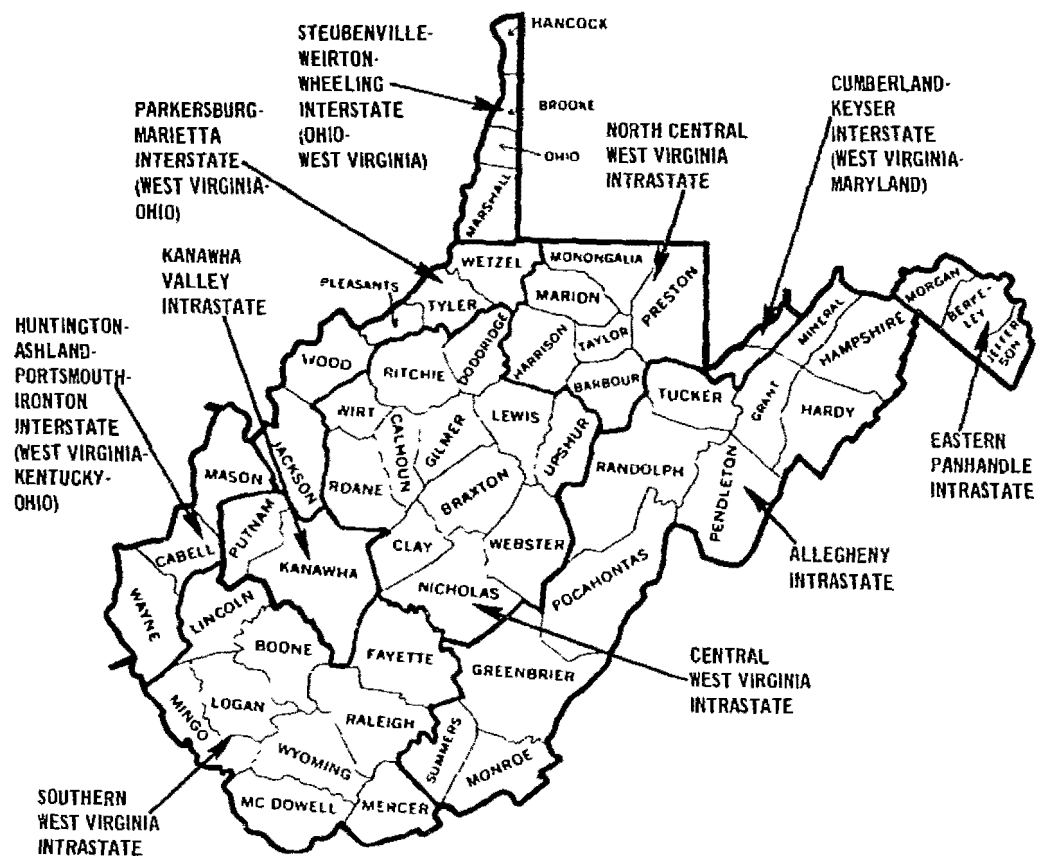 HANCOCK
STEUBENVILLE-
WEIRTON-
WHEELING
INTERSTATE
(OHIO-
WEST VIRGINIA)
BROOKE
OHIO
MARSHALL
PARKERSBURG-
MARIETTA
INTERSTATE
(WEST VIRGINIA-
OHIO)
NORTH CENTRAL
WEST VIRGINIA
INTRASTATE
CUMBERLAND-
KEYSER
INTERSTATE
(WEST VIRGINIA-
MARYLAND)
KANAWHA
VALLEY
INTRASTATE
PLEASANTS
WETZEL
MONONGALIA
TYLER
MARION
PRESTON
HUNTINGTON-
ASHLAND-
PORTSMOUTH-
IRONTON
INTERSTATE
(WEST VIRGINIA-
KENTUCKY-
OHIO)
WOOD
RITCHIE
DODDRIDGE
HARRISON
TAYLOR
BARBOUR
TUCKER
GRANT
MINERAL
HAMPSHIRE
HARDY
MORGAN
BERKE-
LEY
JEFFER
SON
EASTERN
PANHANDLE
INTRASTATE
WIRT
CALHOUN
GILMER
LEWIS
UPSHUR
RANDOLPH
PENDLETON
MASON
JACKSON
ROANE
BRAXTON
CABELL
PUTNAM
KANAWHA
CLAY
WEBSTER
NICHOLAS
POCAHONTAS
ALLEGHENY
INTRASTATE
WAYNE
LINCOLN
BOONE
FAYETTE
GREENBRIER
CENTRAL
WEST VIRGINIA
INTRASTATE
MINGO
LOGAN
RALEIGH
WYOMING
SUMMERS
MONROE
MC DOWELL
MERCER
SOUTHERN
WEST VIRGINIA
INTRASTATE